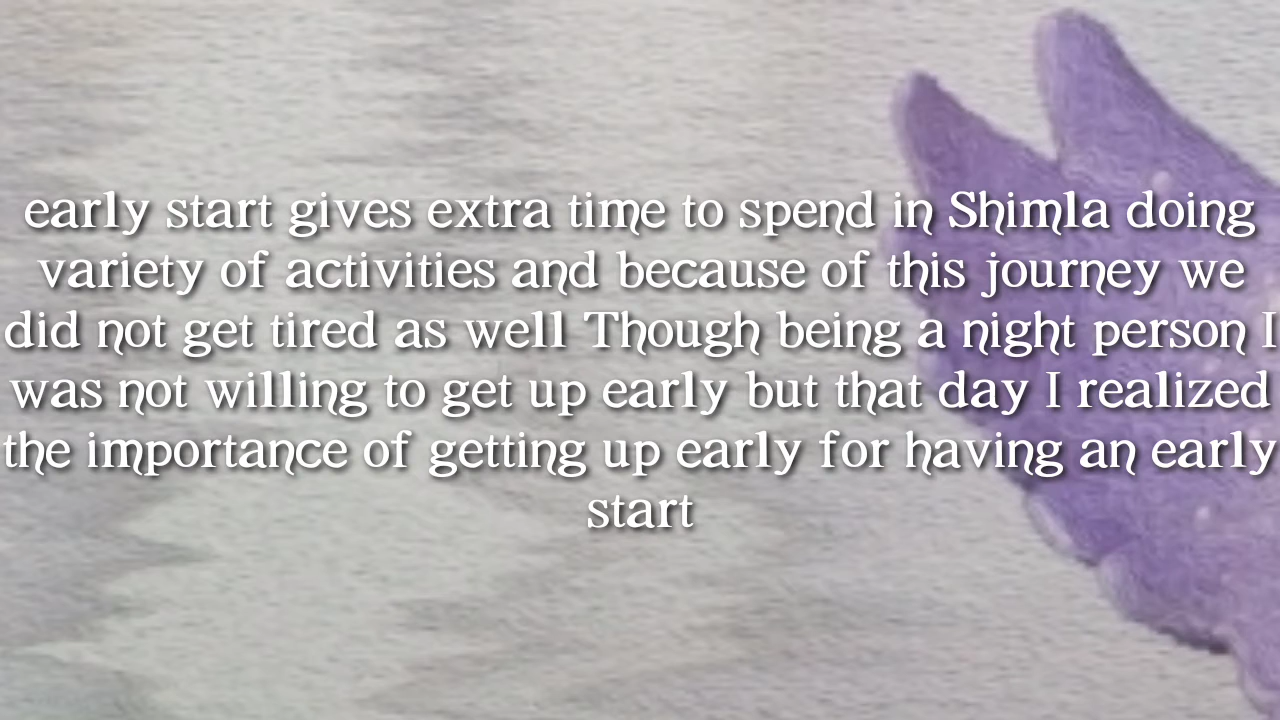 early start gives extra time to spend in Shimla doing
variety of activities and because of this journey we
did not get tired as well Though being a night person I
was not willing to get up early but that day I realized
the importance of getting up early for having an early
start